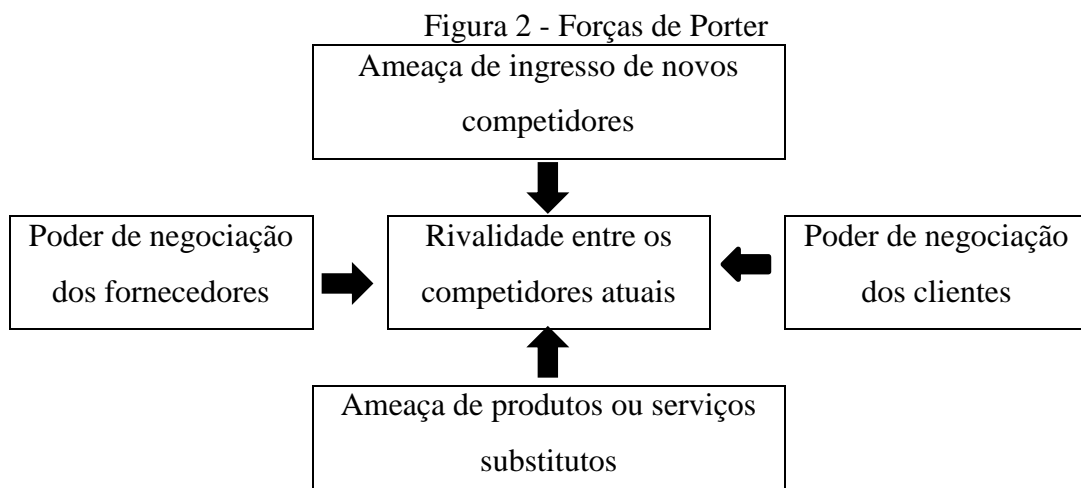 Figura 2 - Forças de Porter
Ameaça de ingresso de novos
competidores
Poder de negociação
dos fornecedores
Rivalidade entre os
competidores atuais
Poder de negociação
dos clientes
Ameaça de produtos ou serviços
substitutos